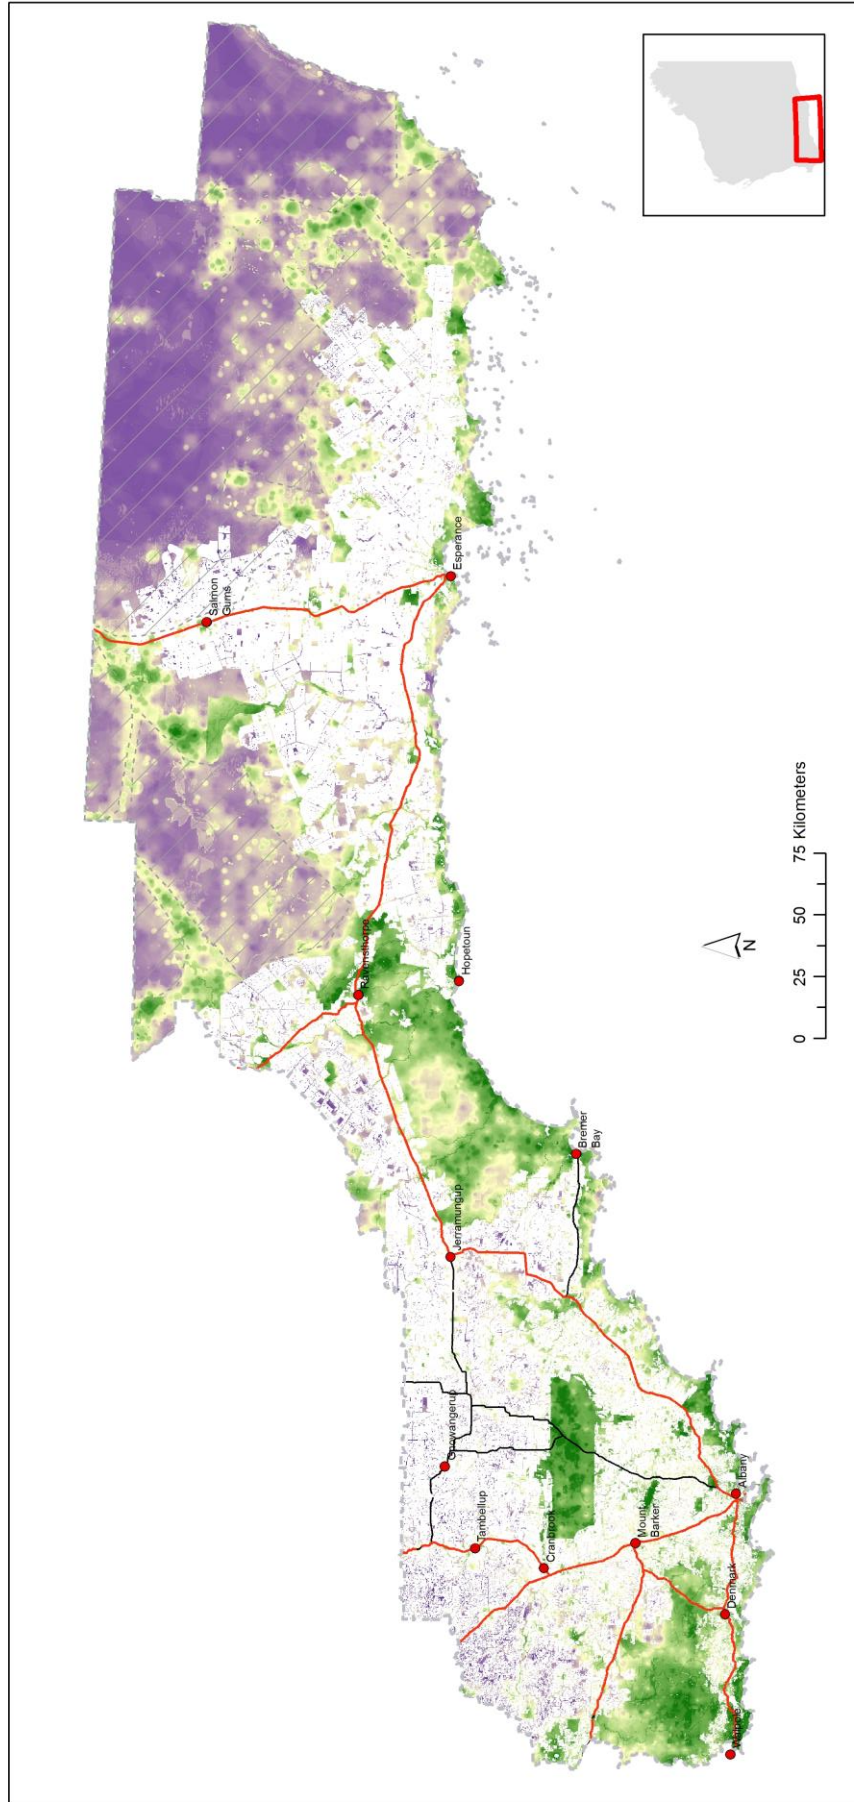 Salmon
Gums
Esperance
Ravensthorpe
Hopetoun
Jerramungup
Bremer
Bay
Gnowangerup
Tambellup
Cranbrook
Mount
Barker
Albany
Denmark
Walpole
N
0 25 50 75 Kilometers